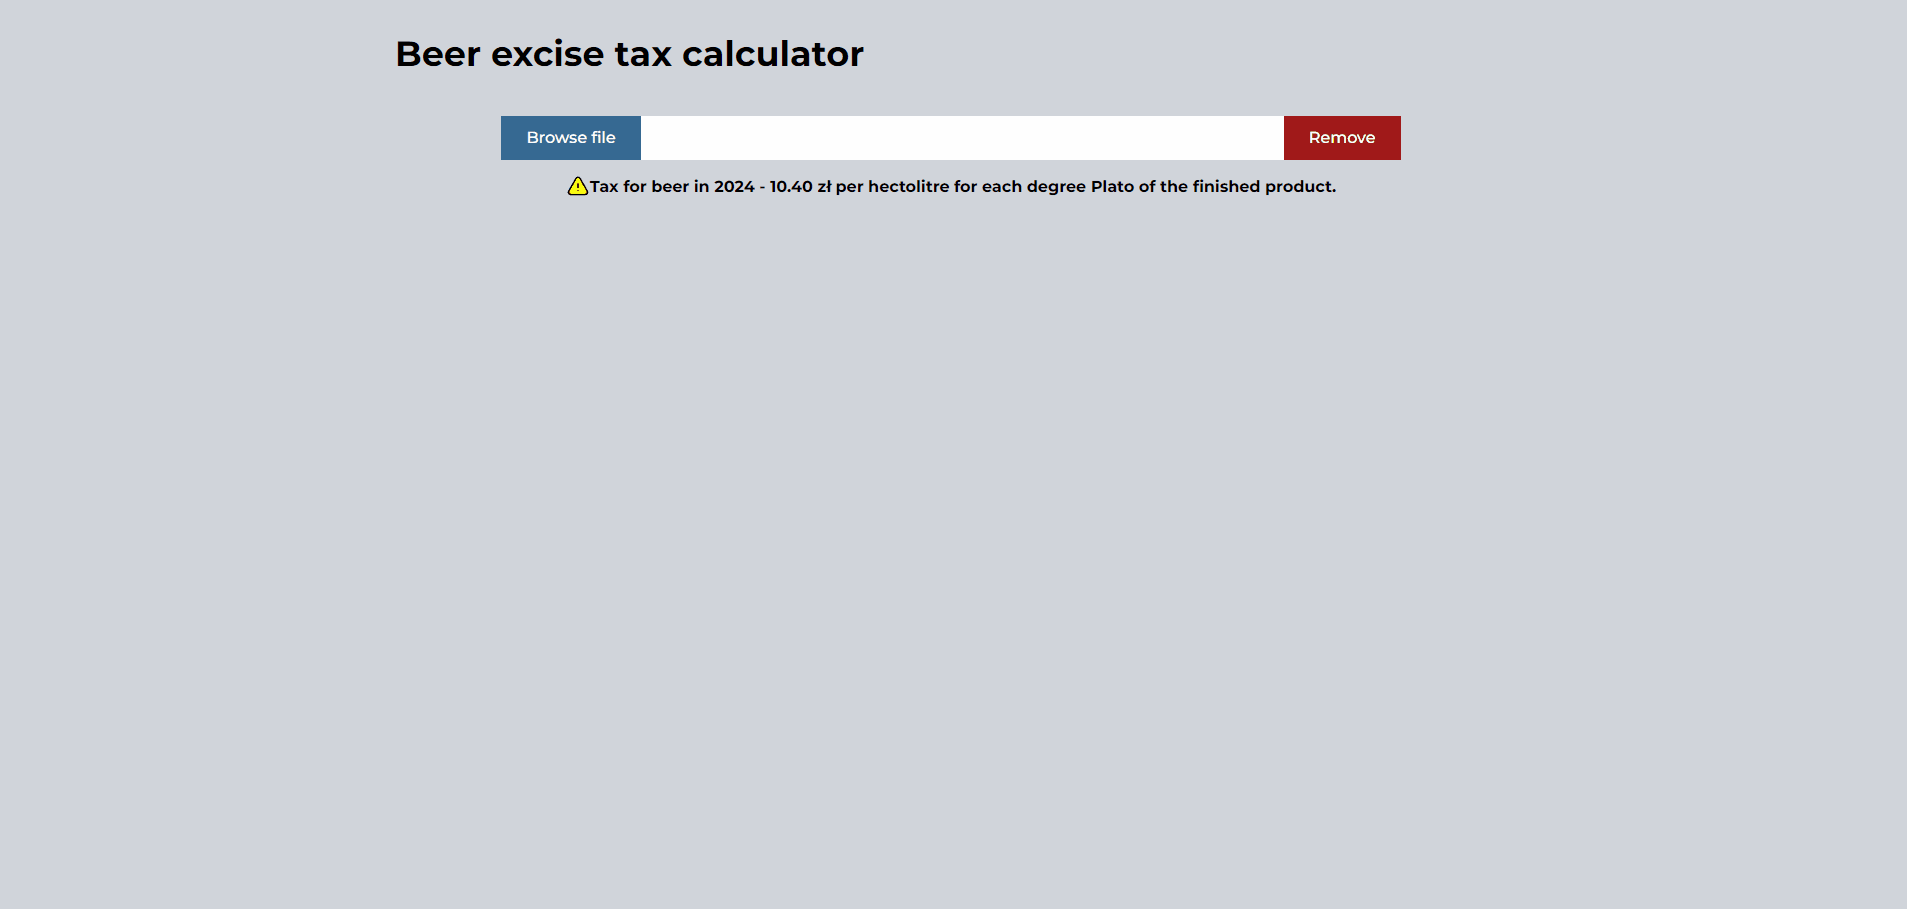 Beer excise tax calculator
Browse file
Remove
Tax for beer in 2024 - 10.40 zł per hectolitre for each degree Plato of the finished product.